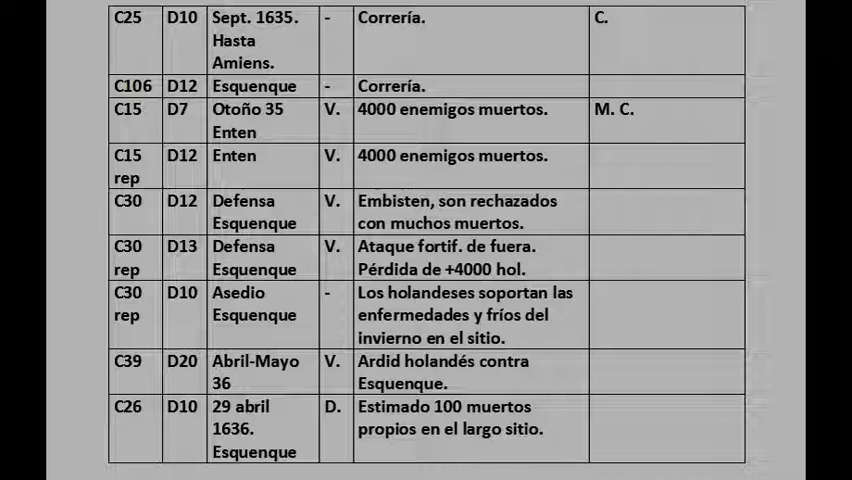 C25 D10 Sept. 1635. - Correría. C.
Hasta
Amiens.
C106 D12 Esquenque - Correría.
C15 D7 Otoño 35 V. 4000 enemigos muertos. M. C.
Enten
C15 D12 Enten V. 4000 enemigos muertos.
rep
C30 D12 Defensa V. Embisten, son rechazados
Esquenque con muchos muertos.
C30 D13 Defensa V. Ataque fortif. de fuera.
rep Esquenque Pérdida de +4000 hol.
C30 D10 Asedio - Los holandeses soportan las
rep Esquenque enfermedades y fríos del
invierno en el sitio.
C39 D20 Abril-Mayo V. Ardid holandés contra
36 Esquenque.
C26 D10 29 abril D. Estimado 100 muertos
1636. propios en el largo sitio.
Esquenque